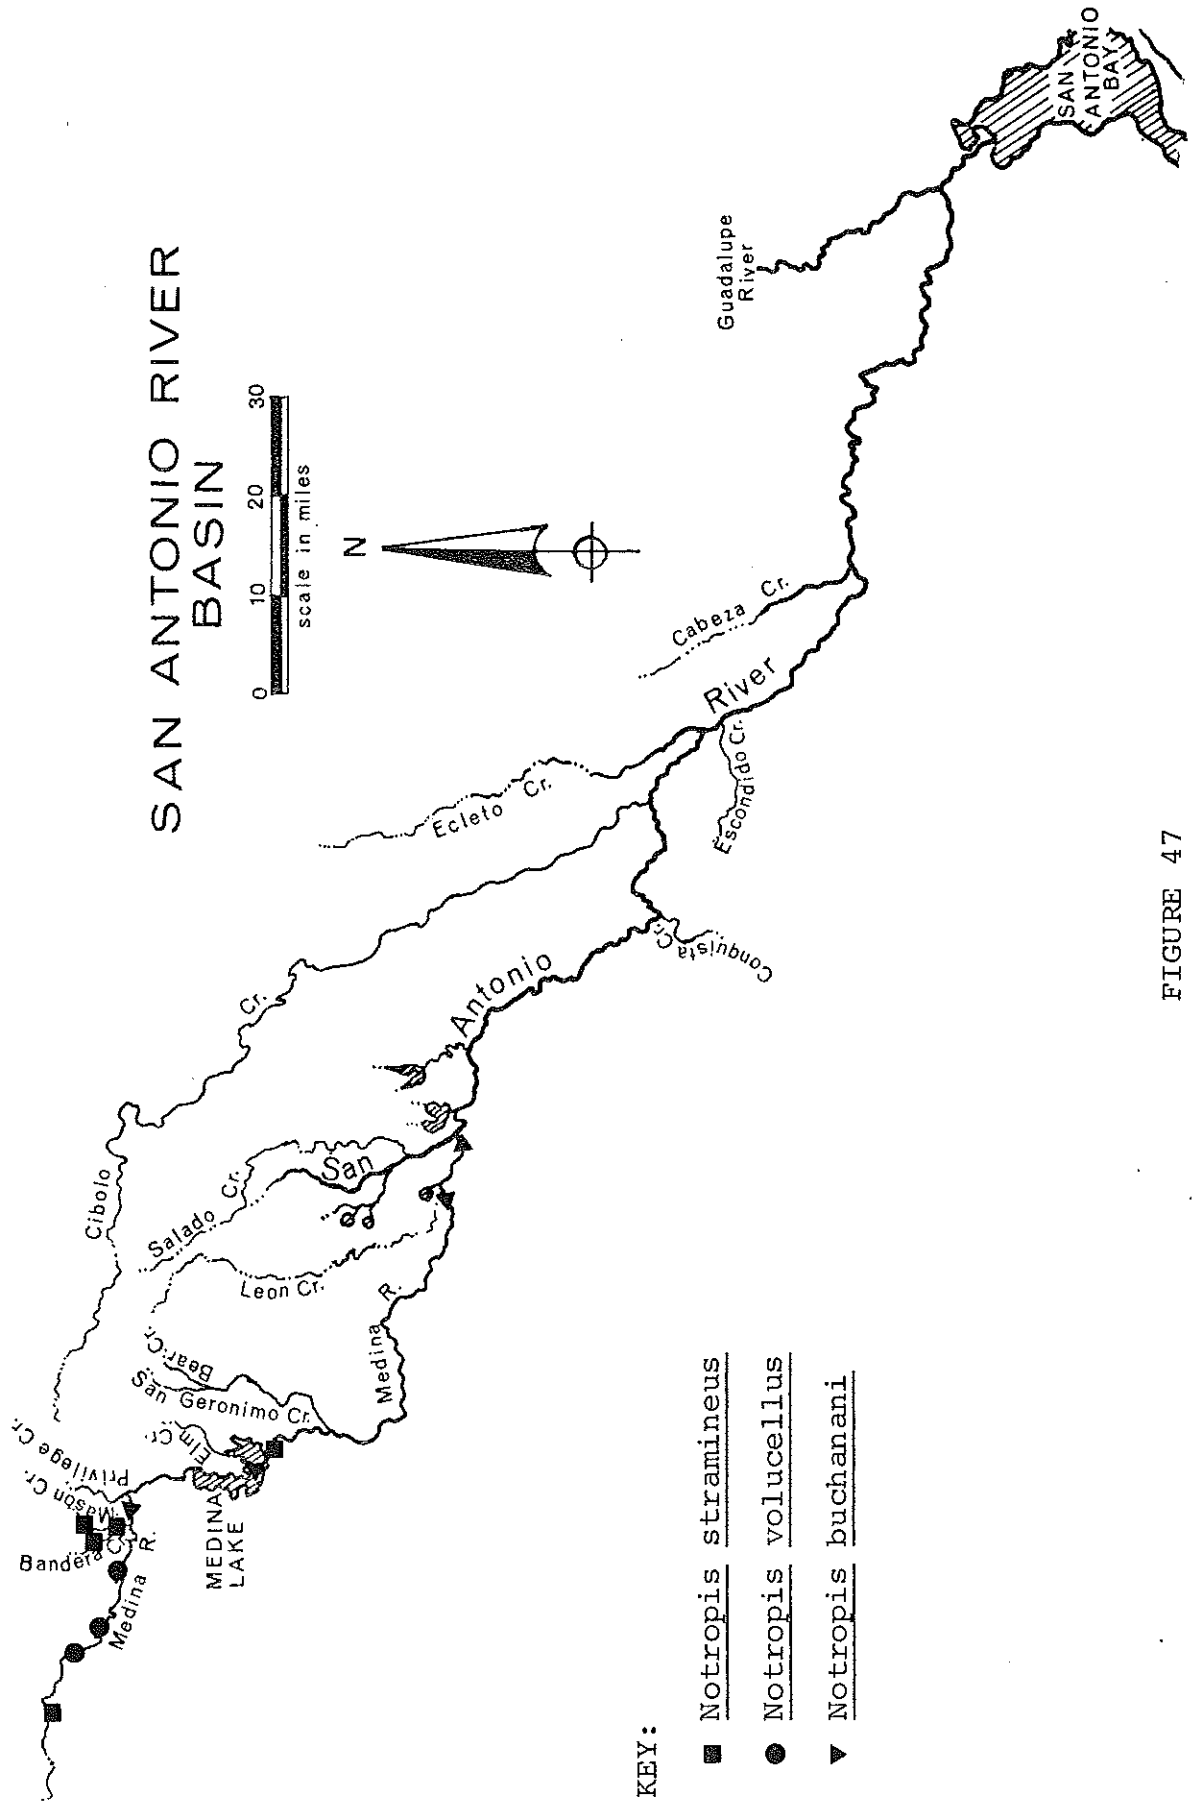 SAN ANTONIO RIVER
BASIN
0 10 20 30
scale in miles
N
Privilege Cr.
Mason Cr.
Bandera Cr.
Medina R.
MEDINA
LAKE
Elm Cr.
San Geronimo Cr.
Bear Cr.
Medina R.
Leon Cr.
Salado Cr.
Cibolo Cr.
San Antonio River
Ecleto Cr.
Conquista Cr.
Escondido Cr.
Cabeza Cr.
Guadalupe
River
SAN
ANTONIO
BAY
KEY:
Notropis stramineus
Notropis volucellus
Notropis buchanani
FIGURE 47